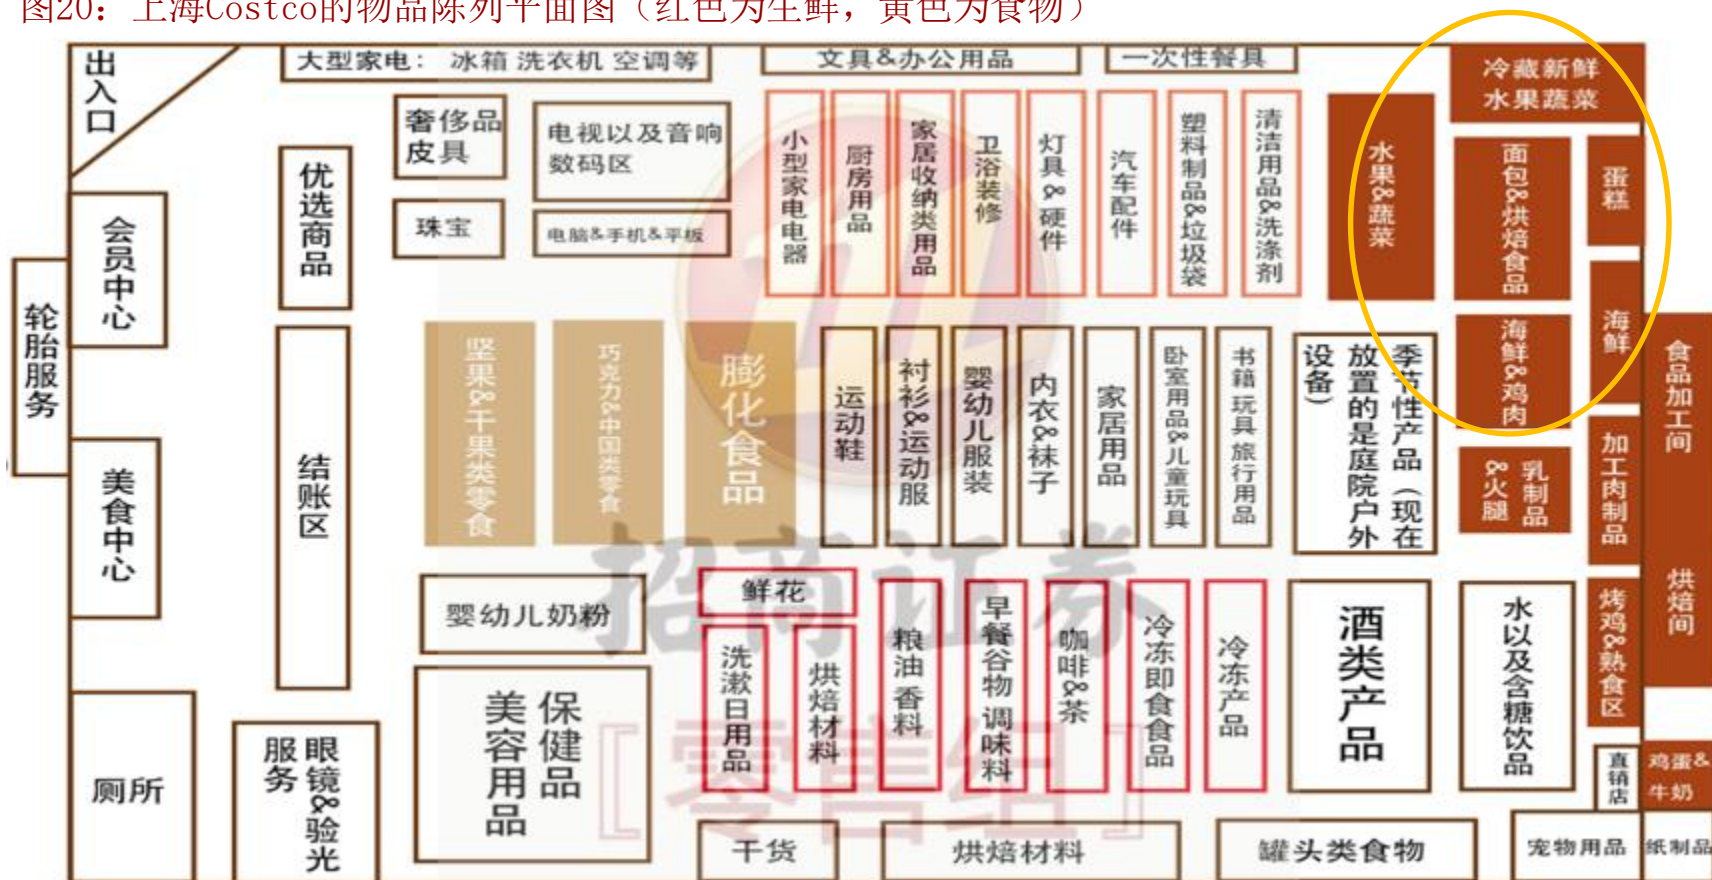 图20：上海Costco的物品陈列平面图（红色为生鲜，黄色为食物）
出入口
大型家电：冰箱 洗衣机 空调等
文具&办公用品
一次性餐具
冷藏新鲜
水果蔬菜
奢侈品
皮具
电视以及音响
数码区
珠宝
电脑&手机&平板
优选商品
小型家电电器
厨房用品
家居收纳类用品
卫浴装修
灯具&硬件
汽车配件
塑料制品&垃圾袋
清洁用品&洗涤剂
水果&蔬菜
面包&烘焙食品
蛋糕
会员中心
轮胎服务
结账区
坚果&干果类零食
巧克力&中国类零食
膨化食品
运动鞋
衬衫&运动服
婴幼儿服装
内衣&袜子
家居用品
卧室用品&儿童玩具
书籍 玩具 旅行用品
季节性产品（现在
放置的是庭院户外
设备）
海鲜&鸡肉
海鲜
食品加工间
乳制品
&火腿
加工肉制品
美食中心
婴幼儿奶粉
鲜花
洗漱日用品
烘焙材料
粮油 香料
早餐谷物 调味料
咖啡&茶
冷冻即食食品
冷冻产品
酒类产品
水以及含糖饮品
烤鸡&熟食区
烘焙间
厕所
眼镜&验光
服务
保健品
美容用品
直销店
鸡蛋&
牛奶
干货
烘焙材料
罐头类食物
宠物用品
纸制品
招商证券
［零售组］